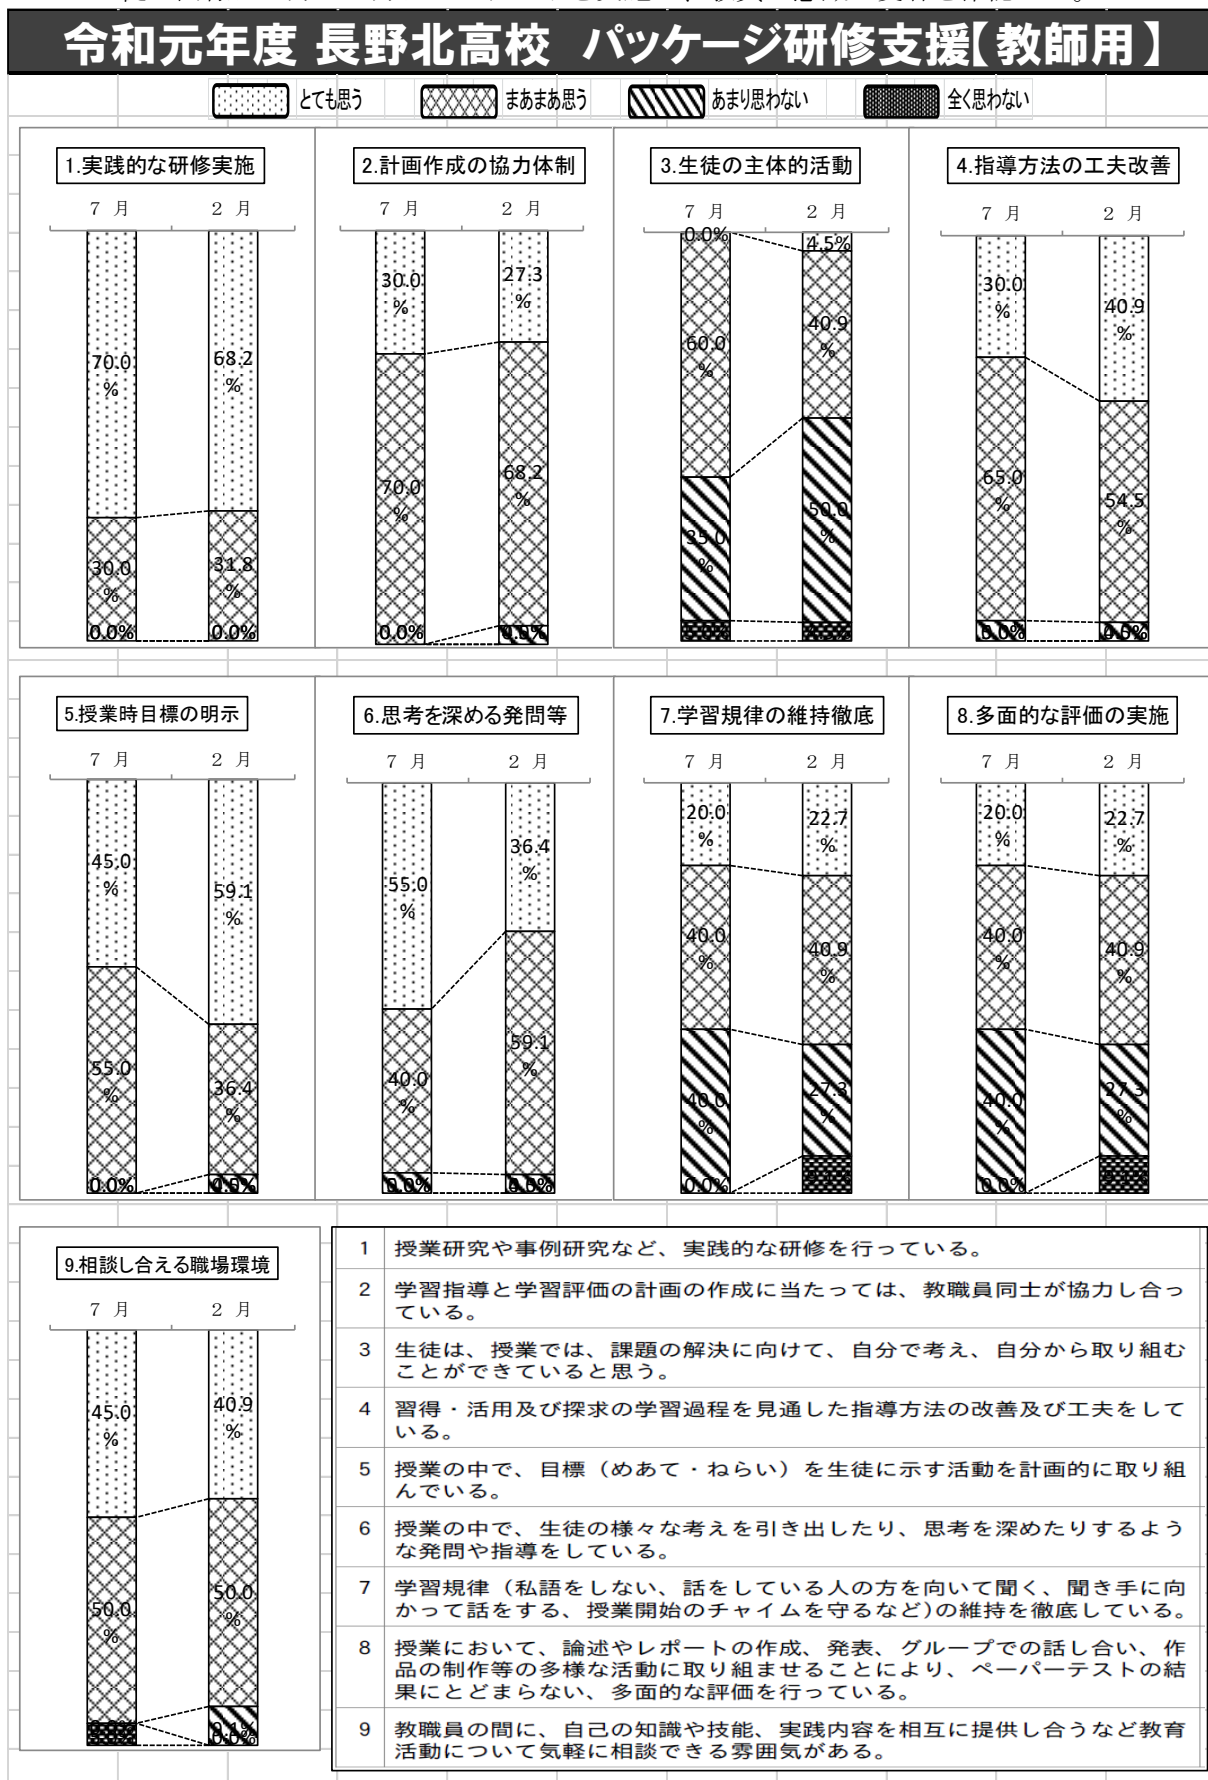 令和元年度 長野北高校 パッケージ研修支援【教師用】
とても思う まあまあ思う あまり思わない 全く思わない
1.実践的な研修実施
7 月 2 月
70.0%
68.2%
30.0%
31.8%
0.0% 0.0%
2.計画作成の協力体制
7 月 2 月
30.0%
27.3%
70.0%
68.2%
0.0%
3.生徒の主体的活動
7 月 2 月
0.0%
4.5%
60.0%
40.9%
35.0%
50.0%
4.指導方法の工夫改善
7 月 2 月
30.0%
40.9%
65.0%
54.5%
5.授業時目標の明示
7 月 2 月
45.0%
59.1%
55.0%
36.4%
0.0%
6.思考を深める発問等
7 月 2 月
55.0%
36.4%
40.0%
59.1%
7.学習規律の維持徹底
7 月 2 月
20.0%
22.7%
40.0%
40.9%
40.0%
27.3%
0.0%
8.多面的な評価の実施
7 月 2 月
20.0%
22.7%
40.0%
40.9%
40.0%
27.3%
0.0%
9.相談し合える職場環境
7 月 2 月
45.0%
40.9%
50.0%
50.0%
1 授業研究や事例研究など、実践的な研修を行っている。
2 学習指導と学習評価の計画の作成に当たっては、教職員同士が協力し合っ
ている。
3 生徒は、授業では、課題の解決に向けて、自分で考え、自分から取り組む
ことができていると思う。
4 習得・活用及び探求の学習過程を見通した指導方法の改善及び工夫をして
いる。
5 授業の中で、目標（めあて・ねらい）を生徒に示す活動を計画的に取り組
んでいる。
6 授業の中で、生徒の様々な考えを引き出したり、思考を深めたりするよう
な発問や指導をしている。
7 学習規律（私語をしない、話をしている人の方を向いて聞く、聞き手に向
かって話をする、授業開始のチャイムを守るなど)の維持を徹底している。
8 授業において、論述やレポートの作成、発表、グループでの話し合い、作
品の制作等の多様な活動に取り組ませることにより、ペーパーテストの結
果にとどまらない、多面的な評価を行っている。
9 教職員の間に、自己の知識や技能、実践内容を相互に提供し合うなど教育
活動について気軽に相談できる雰囲気がある。